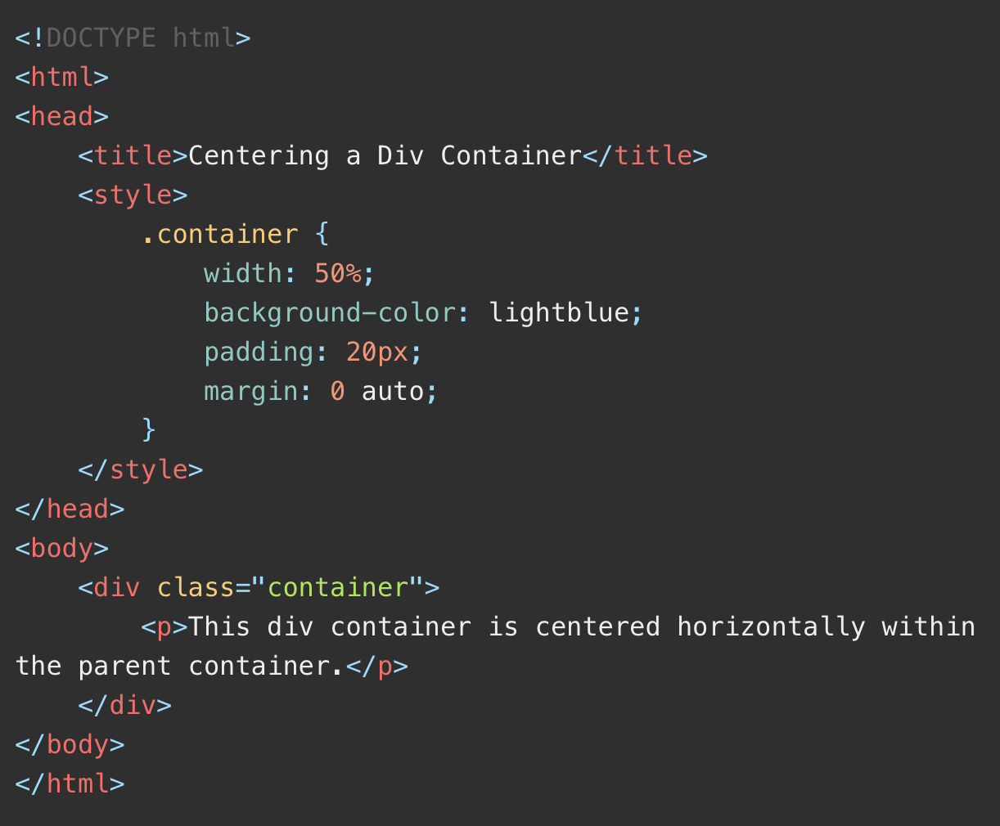 <!DOCTYPE html>
<html>
<head>
    <title>Centering a Div Container</title>
    <style>
        .container {
            width: 50%;
            background-color: lightblue;
            padding: 20px;
            margin: 0 auto;
        }
    </style>
</head>
<body>
    <div class="container">
        <p>This div container is centered horizontally within
the parent container.</p>
    </div>
</body>
</html>